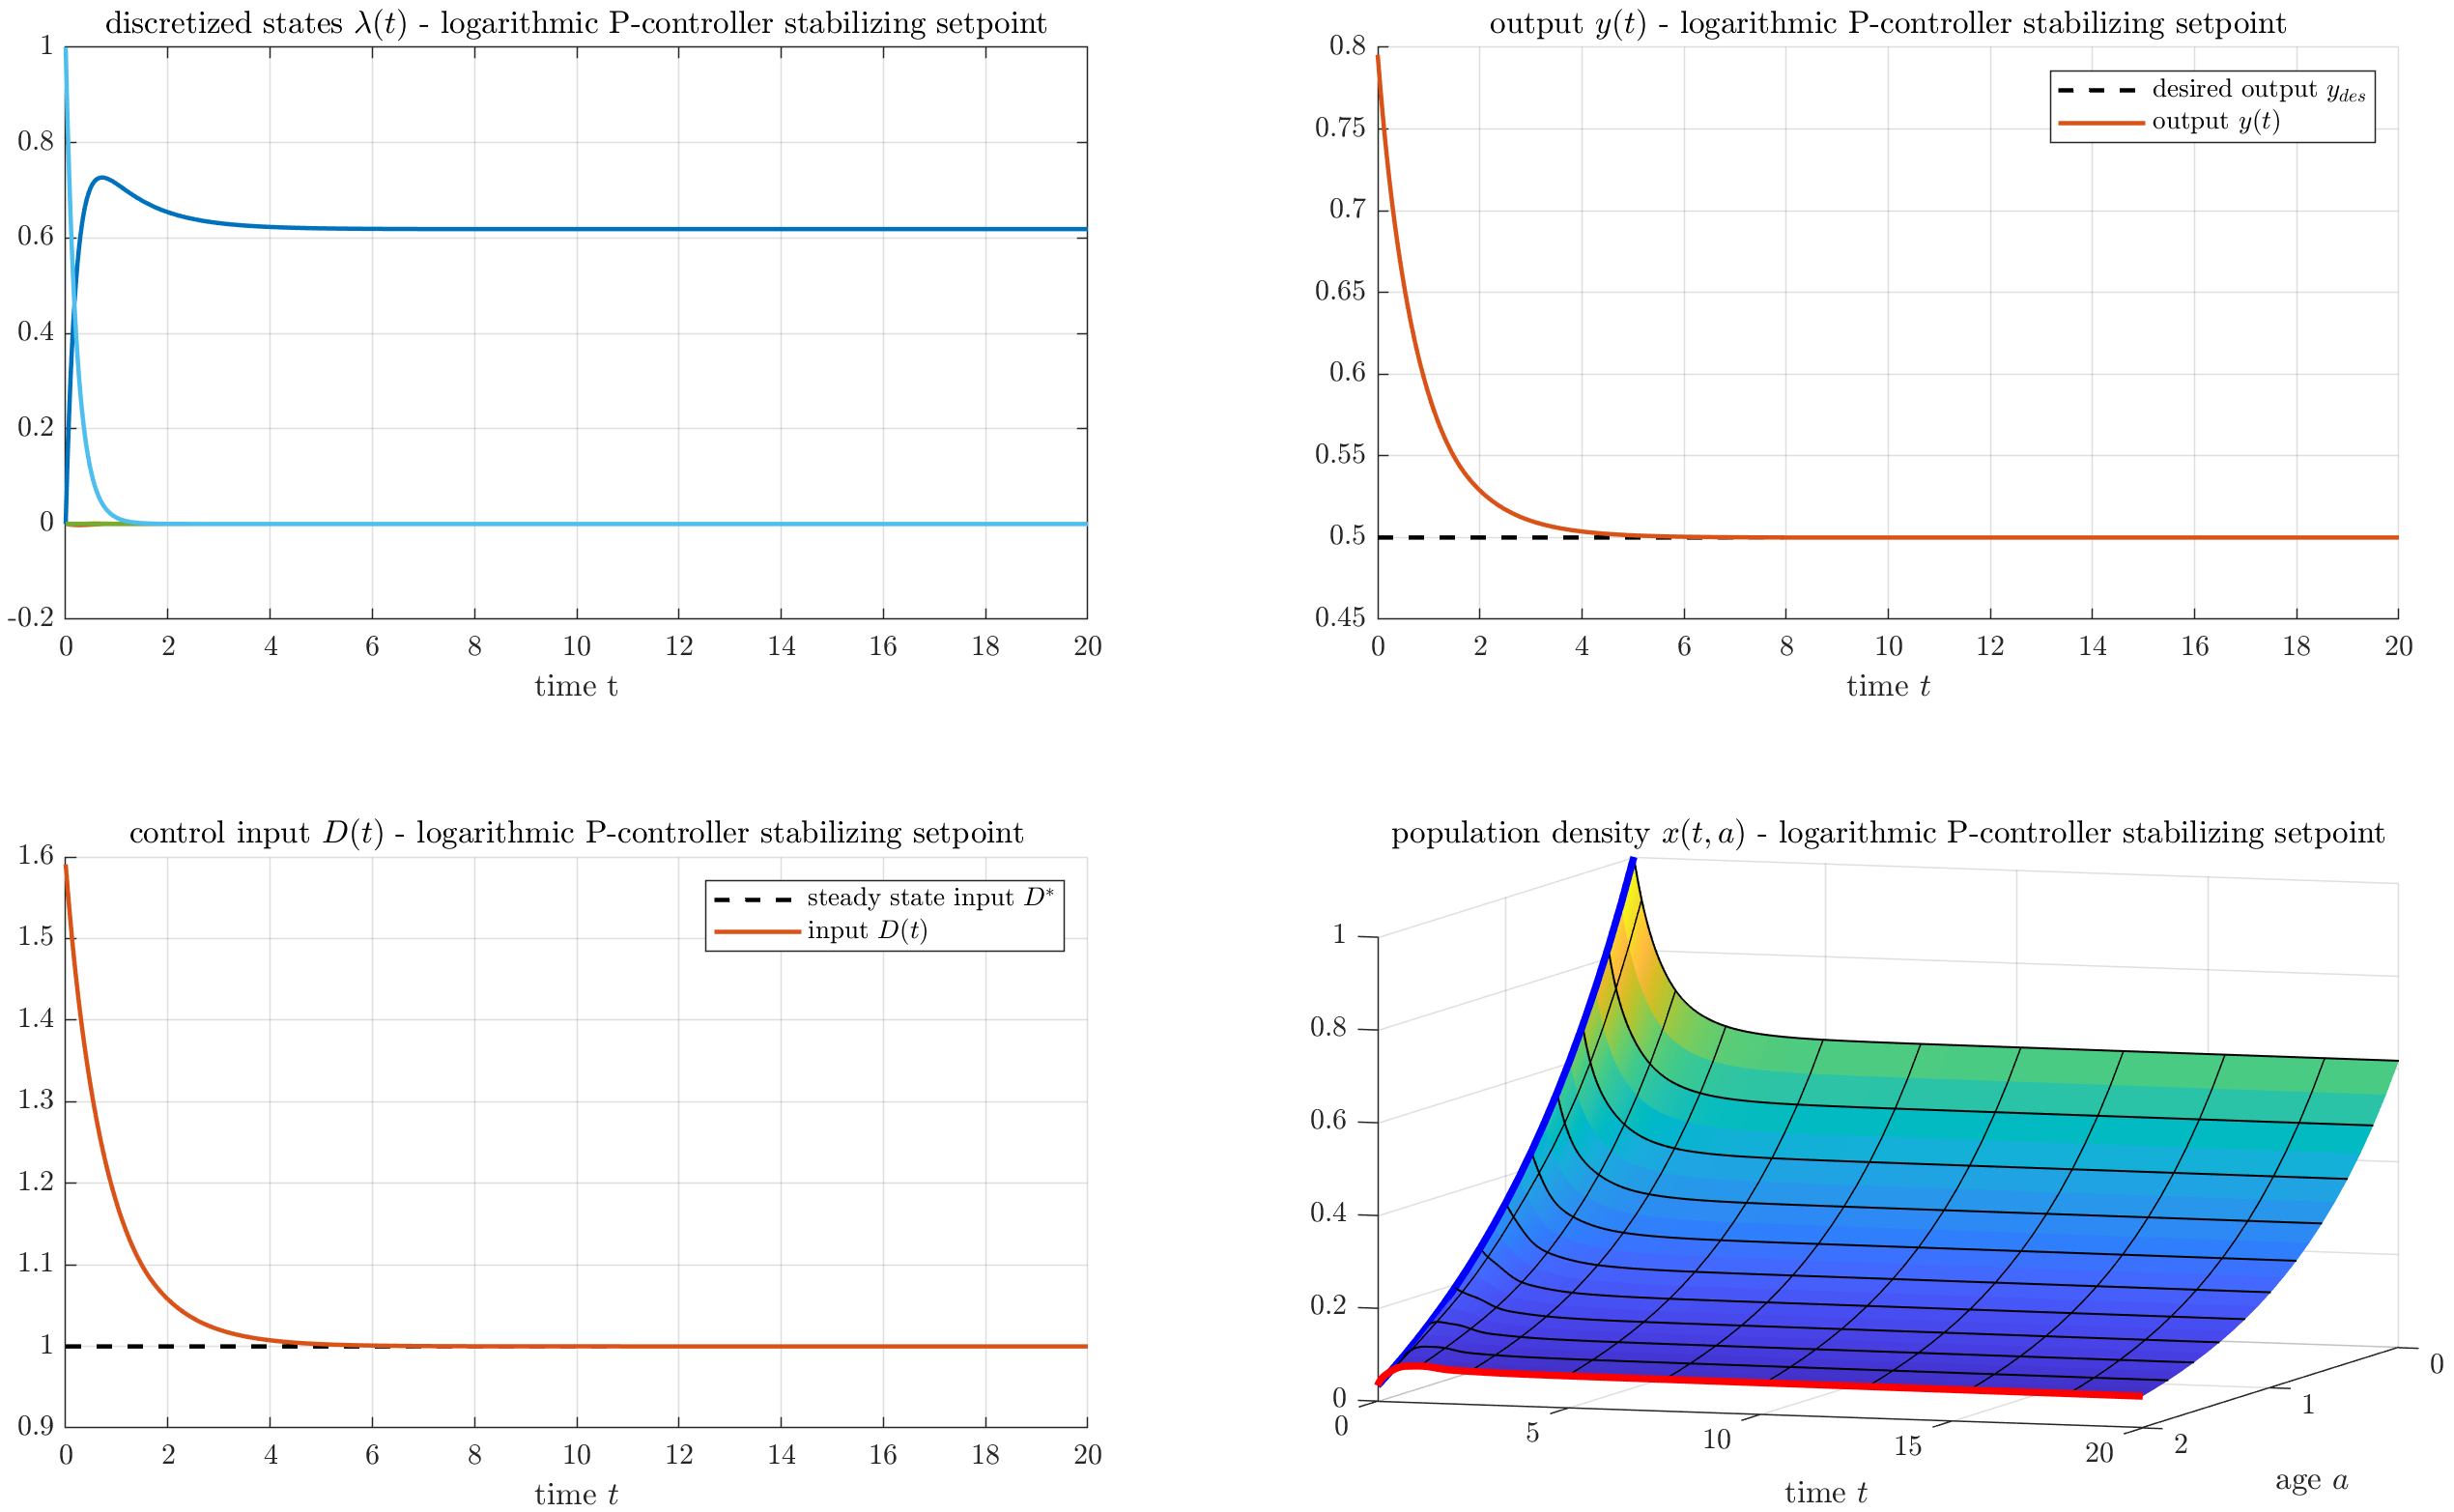 discretized states λ(t) - logarithmic P-controller stabilizing setpoint
1
0.8
0.6
0.4
0.2
0
-0.2
0 2 4 6 8 10 12 14 16 18 20
time t
output y(t) - logarithmic P-controller stabilizing setpoint
0.8
0.75
0.7
0.65
0.6
0.55
0.5
0.45
desired output y_des
output y(t)
0 2 4 6 8 10 12 14 16 18 20
time t
control input D(t) - logarithmic P-controller stabilizing setpoint
1.6
1.5
1.4
1.3
1.2
1.1
1
0.9
steady state input D*
input D(t)
0 2 4 6 8 10 12 14 16 18 20
time t
population density x(t, a) - logarithmic P-controller stabilizing setpoint
1
0.8
0.6
0.4
0.2
0
0 5 10 15 20
time t
2 1 0
age a